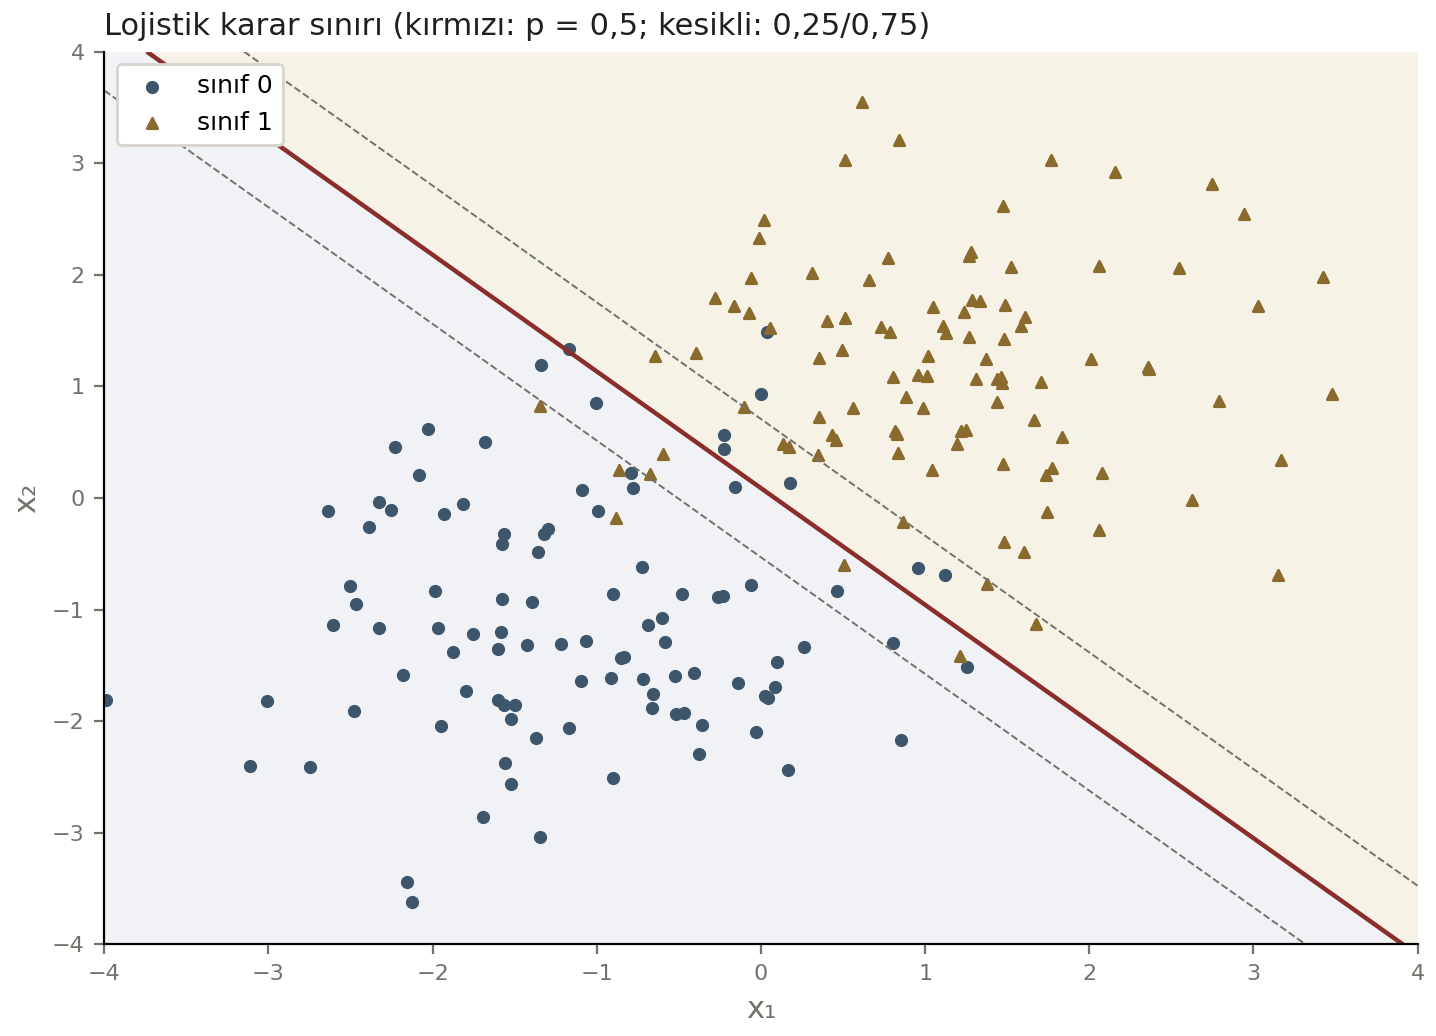 Lojistik karar sınırı (kırmızı: p = 0,5; kesikli: 0,25/0,75)
sınıf 0
sınıf 1
4
3
2
1
0
−1
−2
−3
−4
x₂
−4 −3 −2 −1 0 1 2 3 4
x₁